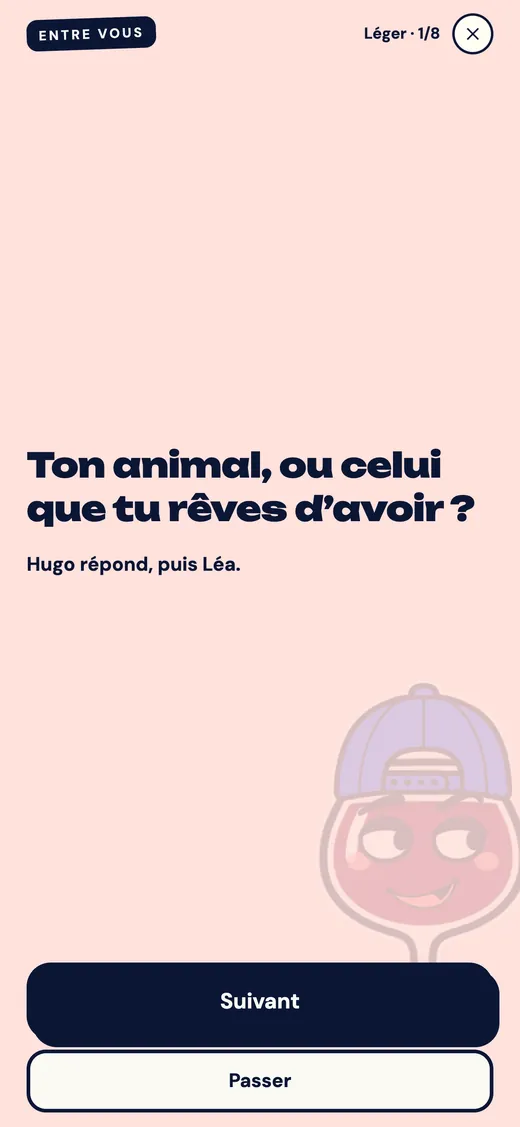 ENTRE VOUS
Léger · 1/8
Ton animal, ou celui
que tu rêves d’avoir ?
Hugo répond, puis Léa.
Suivant
Passer